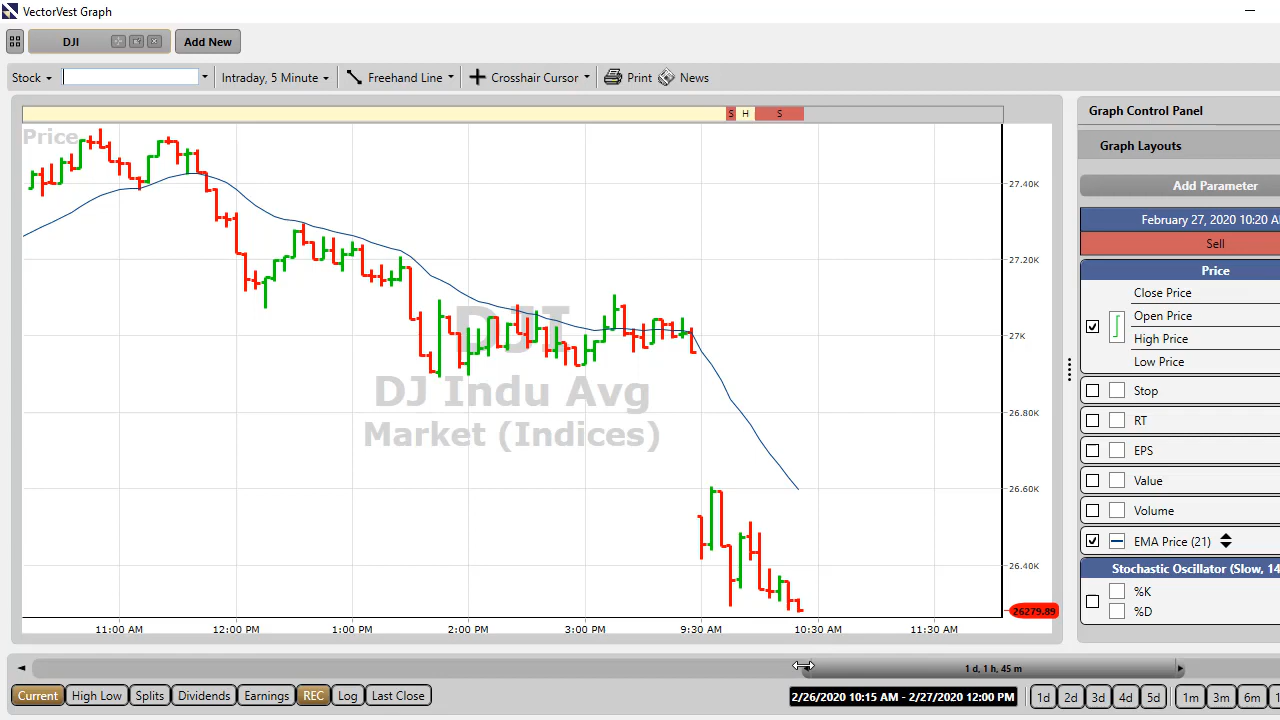 VectorVest Graph
DJI
Add New
Stock
Intraday, 5 Minute
Freehand Line
Crosshair Cursor
Print
News
S H S
Price
DJI
DJ Indu Avg
Market (Indices)
27.40K
27.20K
27K
26.80K
26.60K
26.40K
26279.89
11:00 AM 12:00 PM 1:00 PM 2:00 PM 3:00 PM 9:30 AM 10:30 AM 11:30 AM
Graph Control Panel
Graph Layouts
Add Parameter
February 27, 2020 10:20 A
Sell
Price
Close Price
Open Price
High Price
Low Price
Stop
RT
EPS
Value
Volume
EMA Price (21)
Stochastic Oscillator (Slow, 14
%K
%D
1 d, 1 h, 45 m
Current High Low Splits Dividends Earnings REC Log Last Close
2/26/2020 10:15 AM - 2/27/2020 12:00 PM
1d 2d 3d 4d 5d 1m 3m 6m 1